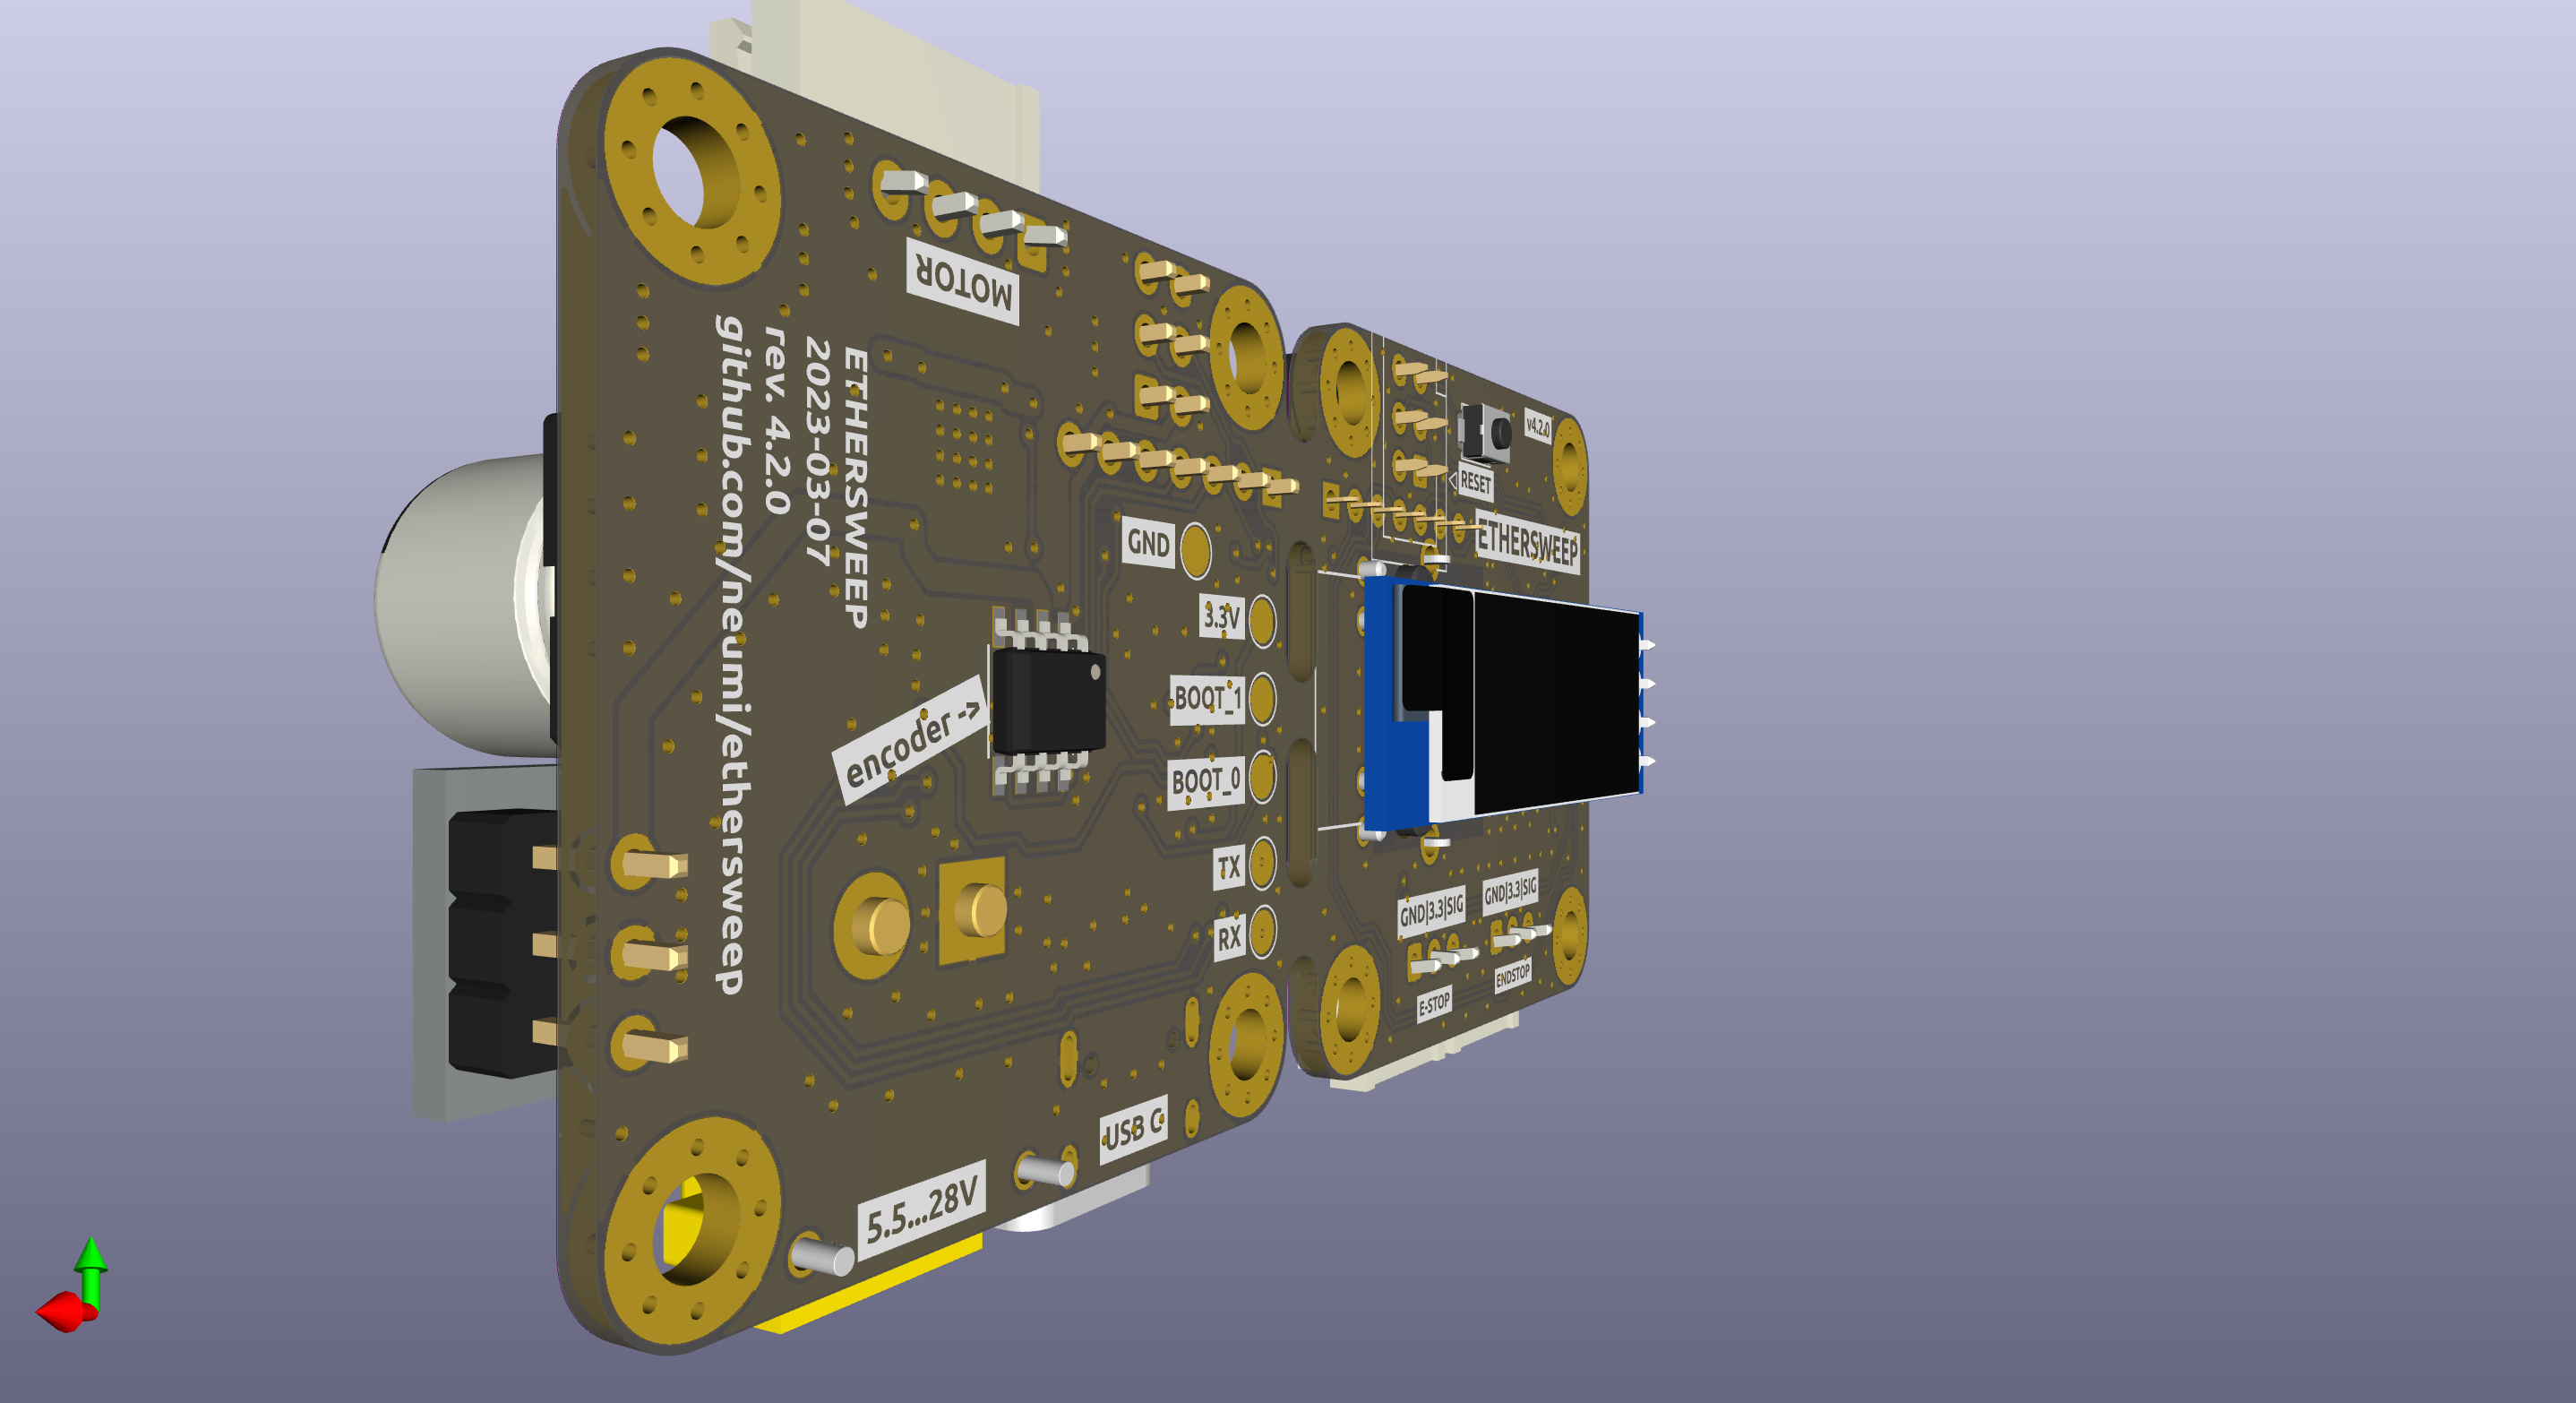 MOTOR
ETHERSWEEP
2023-03-07
rev. 4.2.0
github.com/neumi/ethersweep
GND
3.3V
BOOT_1
BOOT_0
TX
RX
encoder ->
USB C
5.5...28V
v4.2.0
RESET
ETHERSWEEP
GND|3.3|SIG
GND|3.3|SIG
E-STOP
ENDSTOP